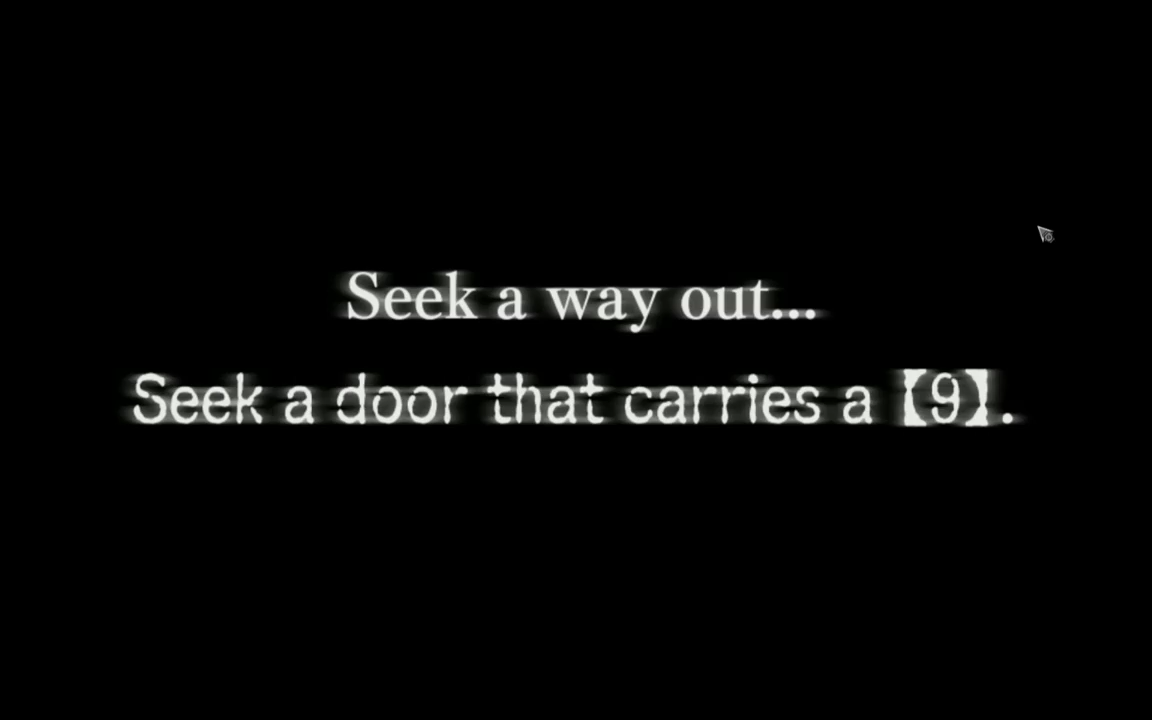 Seek a way out...
Seek a door that carries a 【9】.